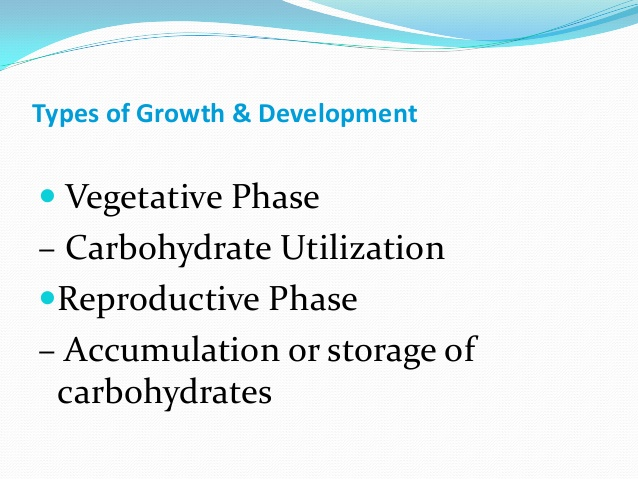 Types of Growth & Development
• Vegetative Phase
– Carbohydrate Utilization
•Reproductive Phase
– Accumulation or storage of
carbohydrates